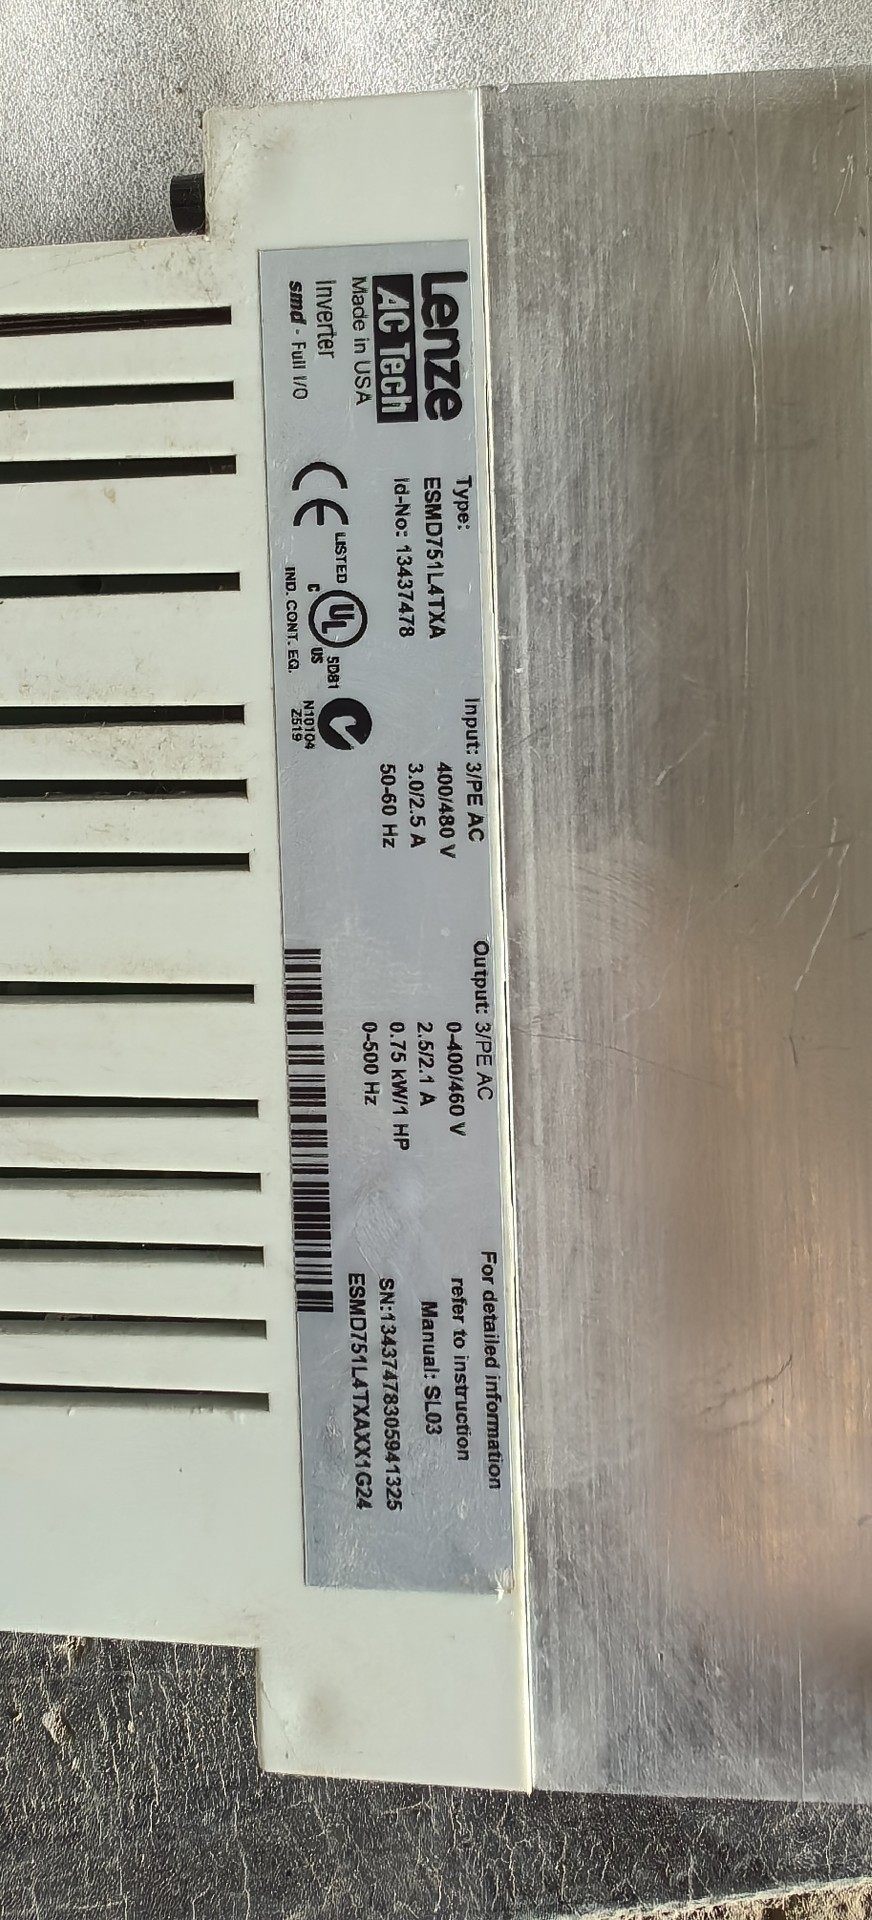 Lenze
AC Tech
Made in USA
Inverter
smd - Full I/O
Type:
ESMD751L4TXA
Id-No: 13437478
CE
LISTED
C UL US
5D81
IND. CONT. EQ.
N10104
Z519
Input: 3/PE AC
400/480 V
3.0/2.5 A
50-60 Hz
Output: 3/PE AC
0-400/460 V
2.5/2.1 A
0.75 kW/1 HP
0-500 Hz
For detailed information
refer to instruction
Manual: SL03
SN:13437478305941325
ESMD751L4TXAXX1G24